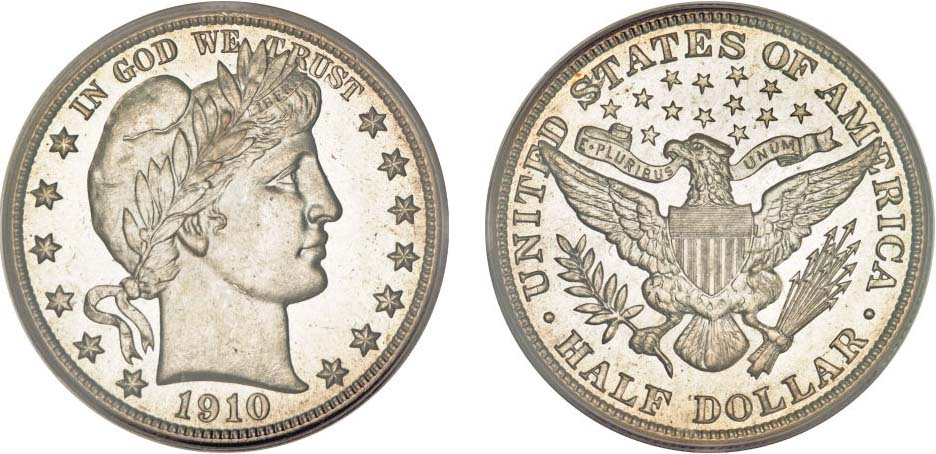 IN GOD WE TRUST
LIBERTY
1910
UNITED STATES OF AMERICA
E·PLURIBUS UNUM
· HALF DOLLAR ·